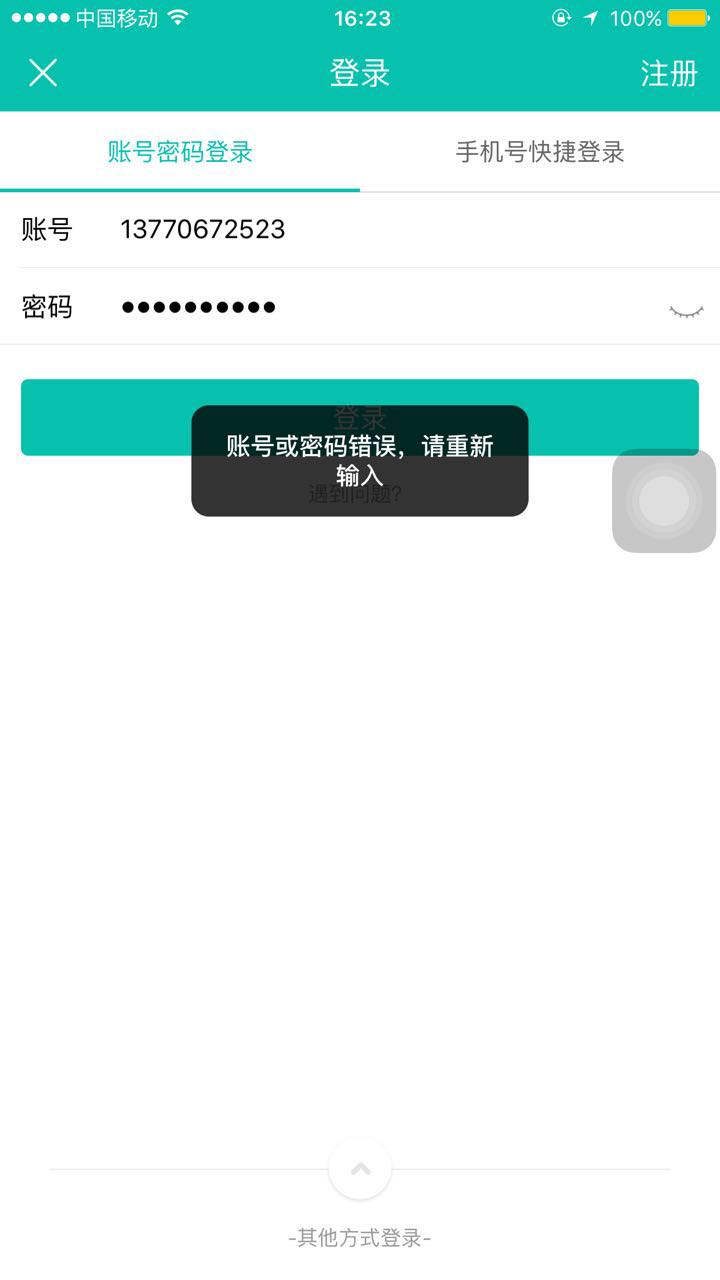 中国移动 16:23 100%
登录 注册
账号密码登录 手机号快捷登录
账号 13770672523
密码 ●●●●●●●●●●
登录
账号或密码错误，请重新
输入
遇到问题?
-其他方式登录-